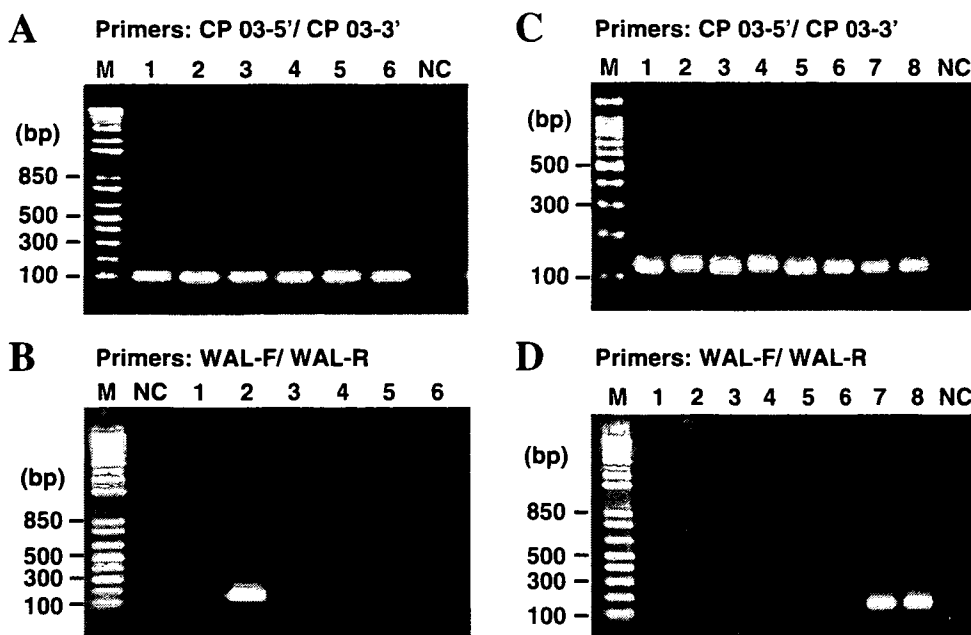 A Primers: CP 03-5’/ CP 03-3’
M 1 2 3 4 5 6 NC
(bp)
850
500
300
100
B Primers: WAL-F/ WAL-R
M NC 1 2 3 4 5 6
(bp)
850
500
300
100
C Primers: CP 03-5’/ CP 03-3’
M 1 2 3 4 5 6 7 8 NC
(bp)
500
300
100
D Primers: WAL-F/ WAL-R
M 1 2 3 4 5 6 7 8 NC
(bp)
850
500
300
100